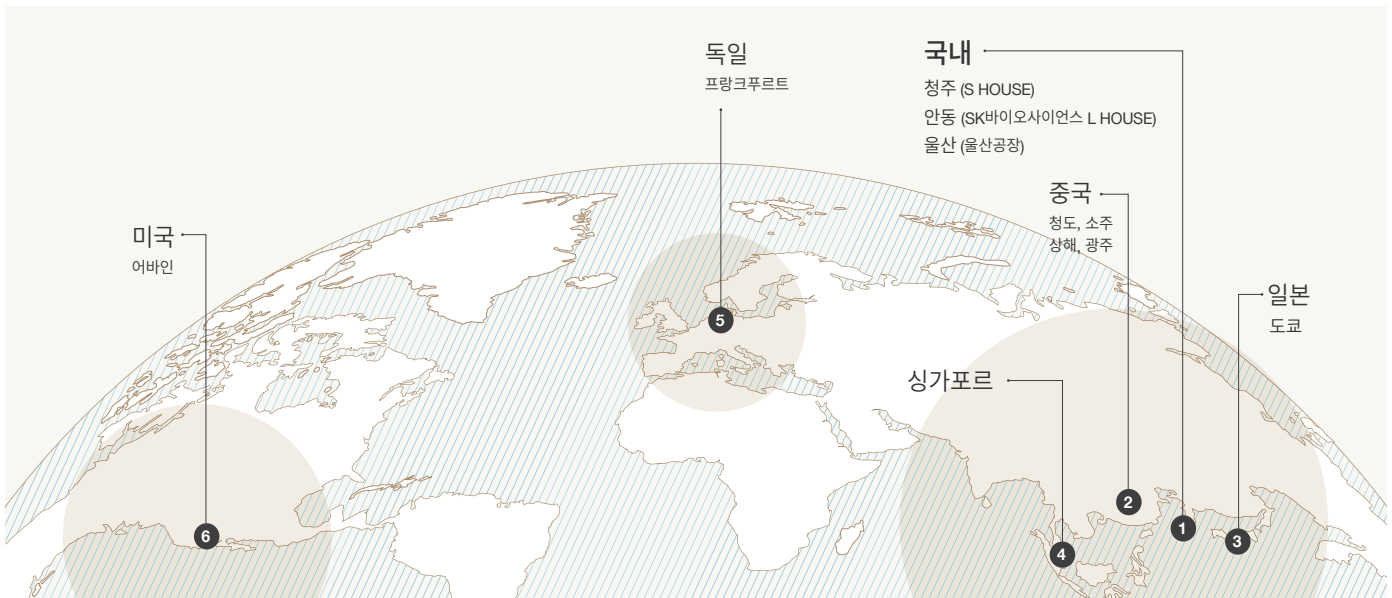 독일
프랑크푸르트
국내
청주 (S HOUSE)
안동 (SK바이오사이언스 L HOUSE)
울산 (울산공장)
중국
청도, 소주
상해, 광주
미국
어바인
일본
도쿄
싱가포르
5
2
1
3
4
6